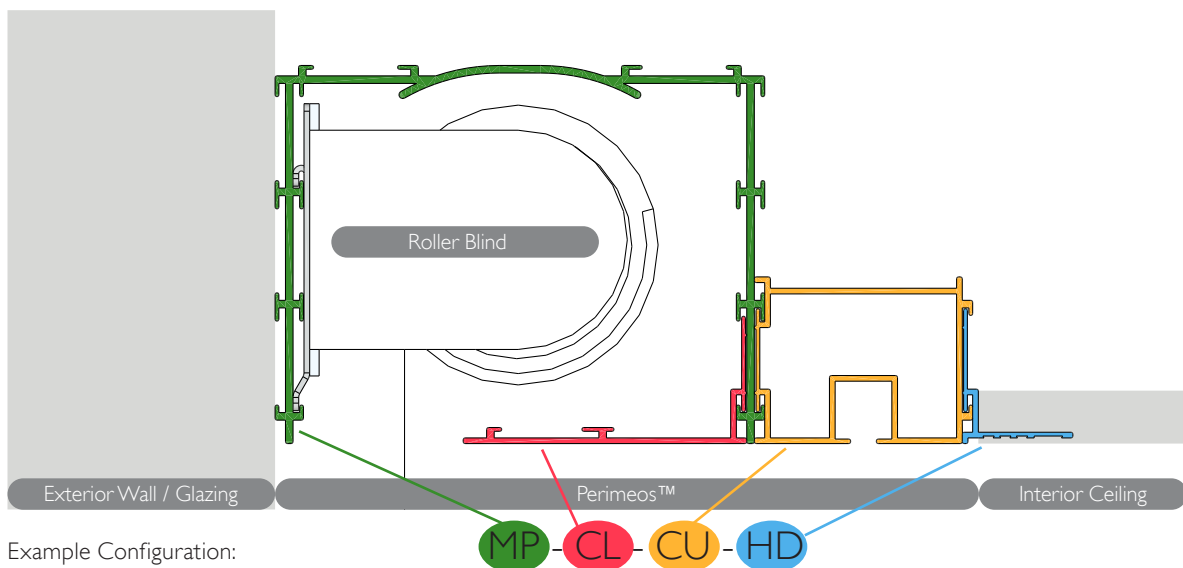 Roller Blind
Exterior Wall / Glazing
Perimeos™
Interior Ceiling
Example Configuration:
MP - CL - CU - HD